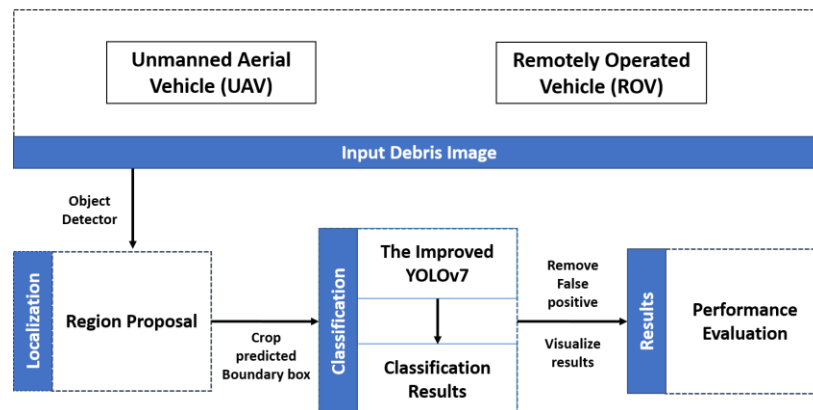 Unmanned Aerial
Vehicle (UAV)
Remotely Operated
Vehicle (ROV)
Input Debris Image
Object
Detector
Localization
Region Proposal
Crop
predicted
Boundary box
Classification
The Improved
YOLOv7
Classification
Results
Remove
False
positive
Visualize
results
Results
Performance
Evaluation